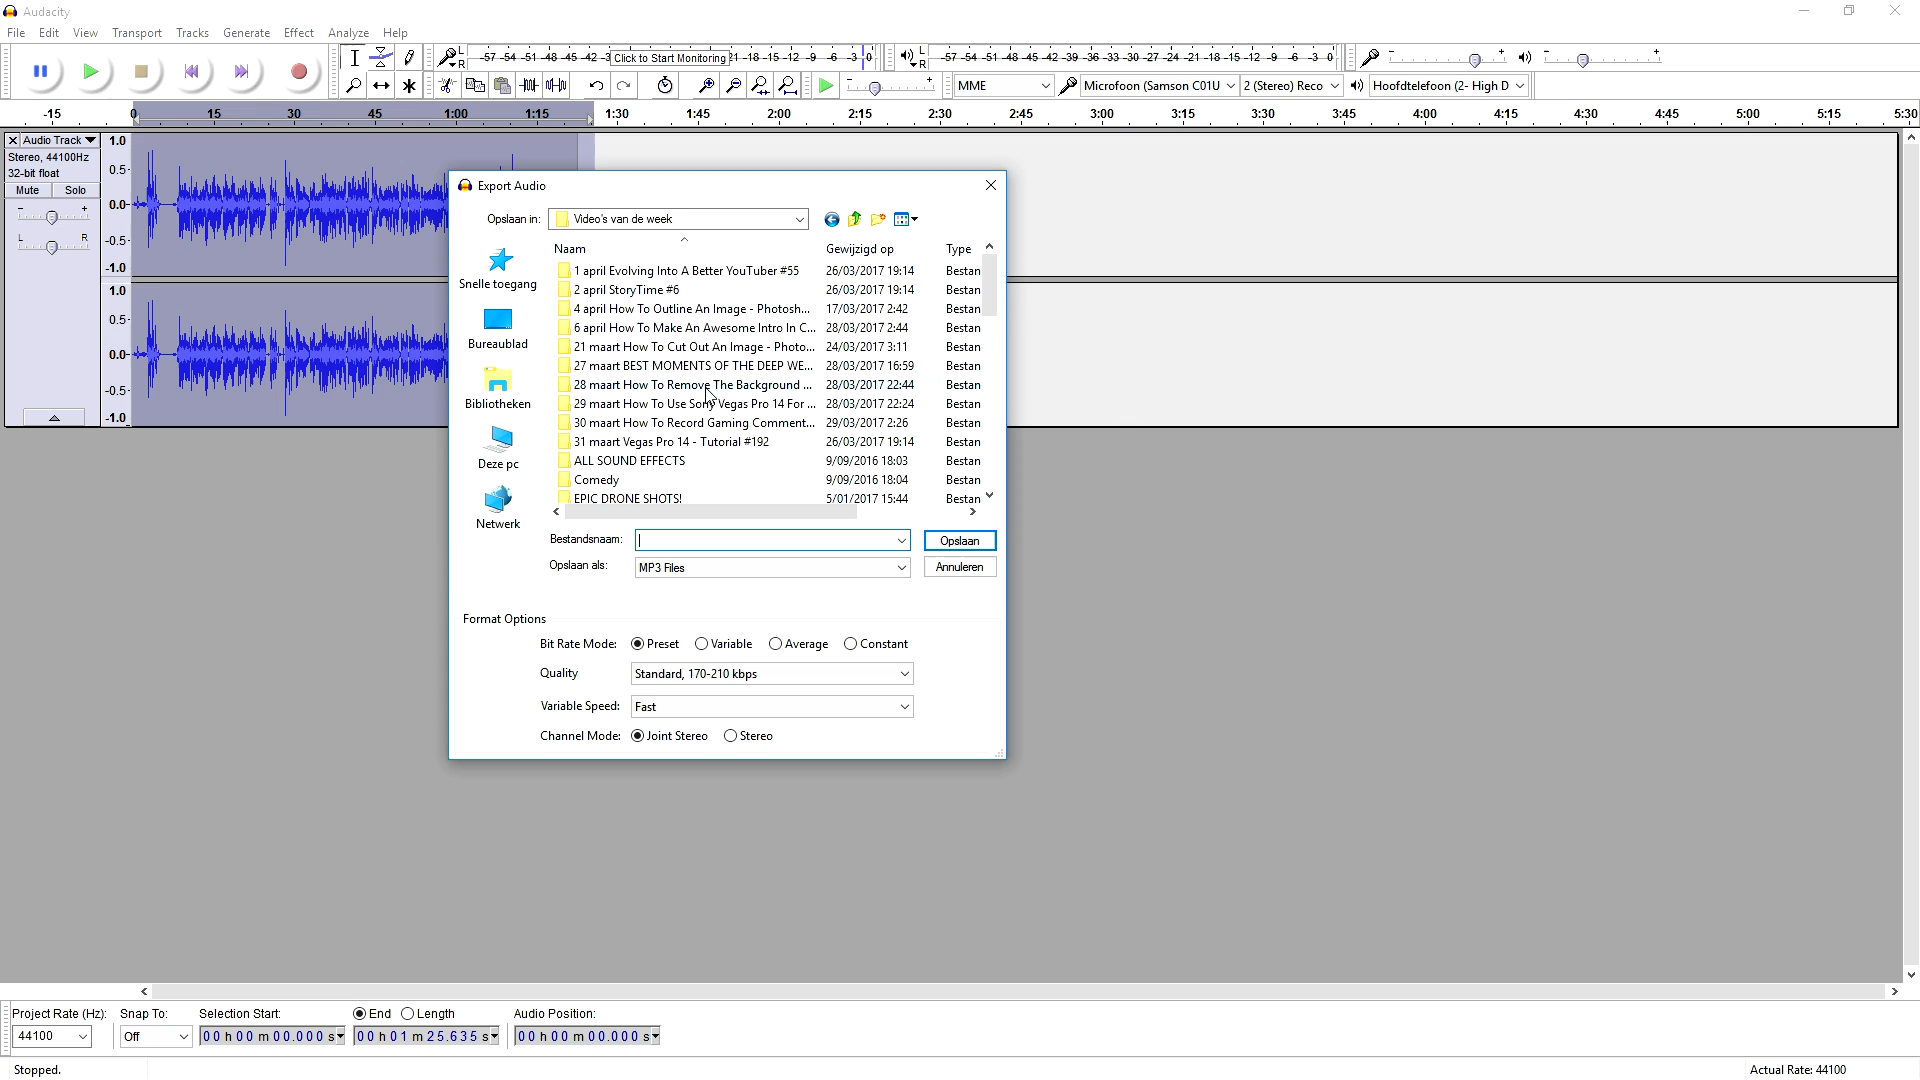 Audacity
File Edit View Transport Tracks Generate Effect Analyze Help
L R -57 -54 -51 -48 -45 -42 -3 Click to Start Monitoring 21 -18 -15 -12 -9 -6 -3 0
L R -57 -54 -51 -48 -45 -42 -39 -36 -33 -30 -27 -24 -21 -18 -15 -12 -9 -6 -3 0
- + - +
- + MME Microfoon (Samson C01U 2 (Stereo) Reco Hoofdtelefoon (2- High D
-15 0 15 30 45 1:00 1:15 1:30 1:45 2:00 2:15 2:30 2:45 3:00 3:15 3:30 3:45 4:00 4:15 4:30 4:45 5:00 5:15 5:30
Audio Track
Stereo, 44100Hz
32-bit float
Mute Solo
- +
L R
1.0
0.5
0.0
-0.5
-1.0
1.0
0.5
0.0
-0.5
-1.0
Export Audio
Opslaan in: Video's van de week
Snelle toegang
Bureaublad
Bibliotheken
Deze pc
Netwerk
Naam Gewijzigd op Type
1 april Evolving Into A Better YouTuber #55 26/03/2017 19:14 Bestan
2 april StoryTime #6 26/03/2017 19:14 Bestan
4 april How To Outline An Image - Photosh... 17/03/2017 2:42 Bestan
6 april How To Make An Awesome Intro In C... 28/03/2017 2:44 Bestan
21 maart How To Cut Out An Image - Photo... 24/03/2017 3:11 Bestan
27 maart BEST MOMENTS OF THE DEEP WE... 28/03/2017 16:59 Bestan
28 maart How To Remove The Background ... 28/03/2017 22:44 Bestan
29 maart How To Use Sony Vegas Pro 14 For ... 28/03/2017 22:24 Bestan
30 maart How To Record Gaming Comment... 29/03/2017 2:26 Bestan
31 maart Vegas Pro 14 - Tutorial #192 26/03/2017 19:14 Bestan
ALL SOUND EFFECTS 9/09/2016 18:03 Bestan
Comedy 9/09/2016 18:04 Bestan
EPIC DRONE SHOTS! 5/01/2017 15:44 Bestan
Bestandsnaam: Opslaan
Opslaan als: MP3 Files Annuleren
Format Options
Bit Rate Mode: Preset Variable Average Constant
Quality Standard, 170-210 kbps
Variable Speed: Fast
Channel Mode: Joint Stereo Stereo
Project Rate (Hz): Snap To: Selection Start: End Length Audio Position:
44100 Off 00 h 00 m 00.000 s 00 h 01 m 25.635 s 00 h 00 m 00.000 s
Stopped. Actual Rate: 44100